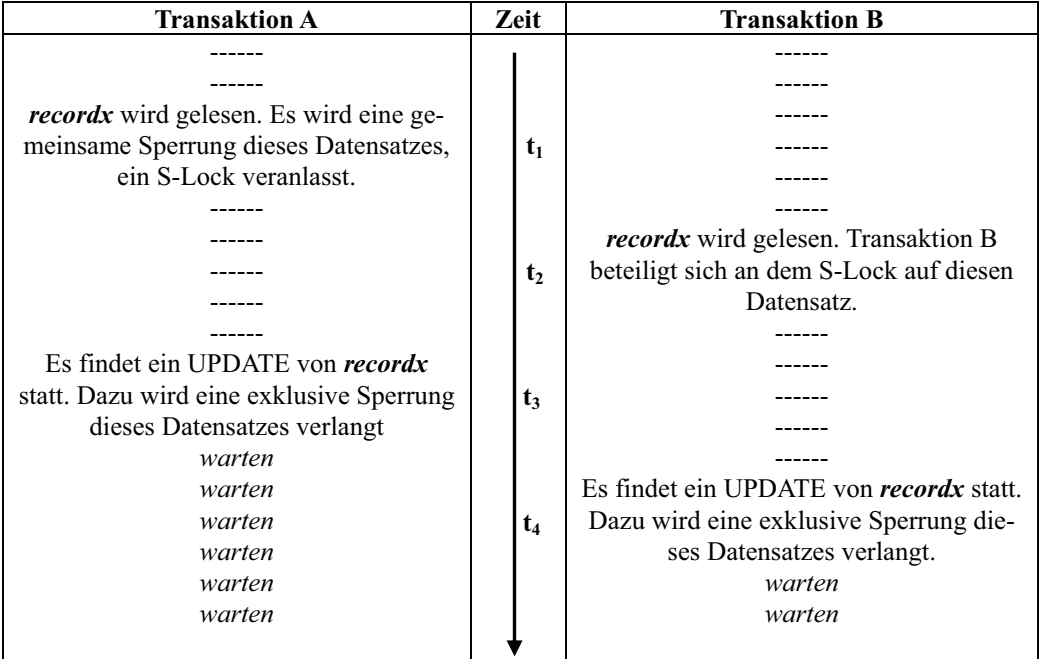 Transaktion A Zeit Transaktion B
------
------
recordx wird gelesen. Es wird eine ge-
meinsame Sperrung dieses Datensatzes,
ein S-Lock veranlasst.
------
------
------
------
------
Es findet ein UPDATE von recordx
statt. Dazu wird eine exklusive Sperrung
dieses Datensatzes verlangt
warten
warten
warten
warten
warten
warten
t1
t2
t3
t4
------
------
------
------
------
------
recordx wird gelesen. Transaktion B
beteiligt sich an dem S-Lock auf diesen
Datensatz.
------
------
------
------
------
Es findet ein UPDATE von recordx statt.
Dazu wird eine exklusive Sperrung die-
ses Datensatzes verlangt.
warten
warten